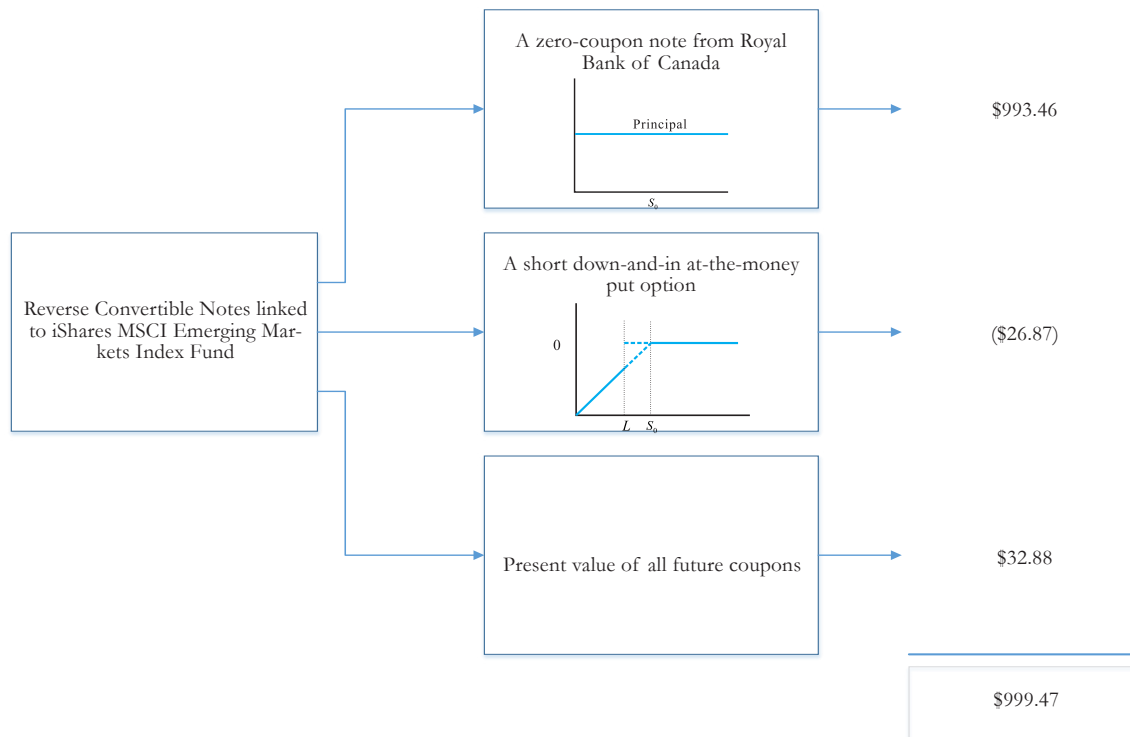 A zero-coupon note from Royal
Bank of Canada
Principal
S₀
$993.46
Reverse Convertible Notes linked
to iShares MSCI Emerging Mar-
kets Index Fund
A short down-and-in at-the-money
put option
0
L S₀
($26.87)
Present value of all future coupons
$32.88
$999.47